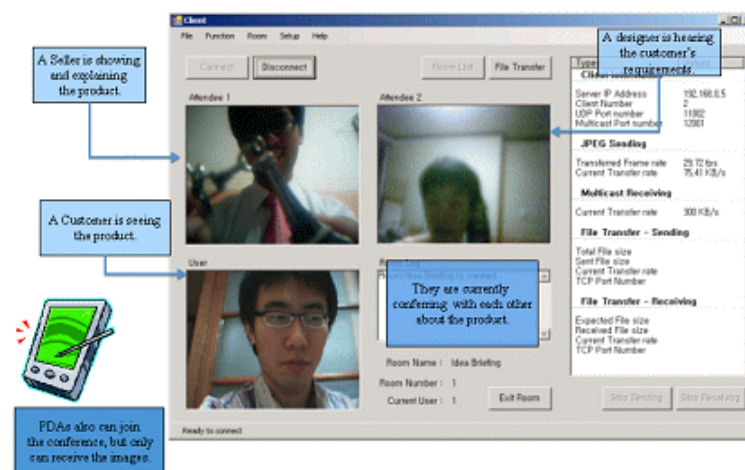 Client
File Function Room Setup Help
A Seller is showing
and explaining
the product.
A designer is hearing
the customer's
requirements.
Connect
Disconnect
Room List
File Transfer
Attendee 1
Attendee 2
Server IP Address 192.168.0.5
Client Number 2
UDP Port number 11002
Multicast Port number 12001
JPEG Sending
Transferred Frame rate 29.72 fps
Current Transfer rate 75.41 KB/s
Multicast Receiving
Current Transfer rate 300 KB/s
File Transfer - Sending
Total File size
Sent File size
Current Transfer rate
TCP Port Number
File Transfer - Receiving
Expected File size
Received File size
Current Transfer rate
TCP Port Number
A Customer is seeing
the product.
User
Room Log
They are currently
conferring with each other
about the product.
Room Name : Idea Briefing
Room Number : 1
Current User : 1
Exit Room
Stop Sending
Stop Receiving
PDAs also can join
the conference, but only
can receive the images.
Ready to connect